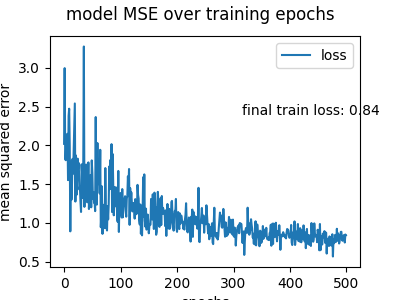 model MSE over training epochs
loss
final train loss: 0.84
mean squared error
3.0
2.5
2.0
1.5
1.0
0.5
0 100 200 300 400 500
epochs